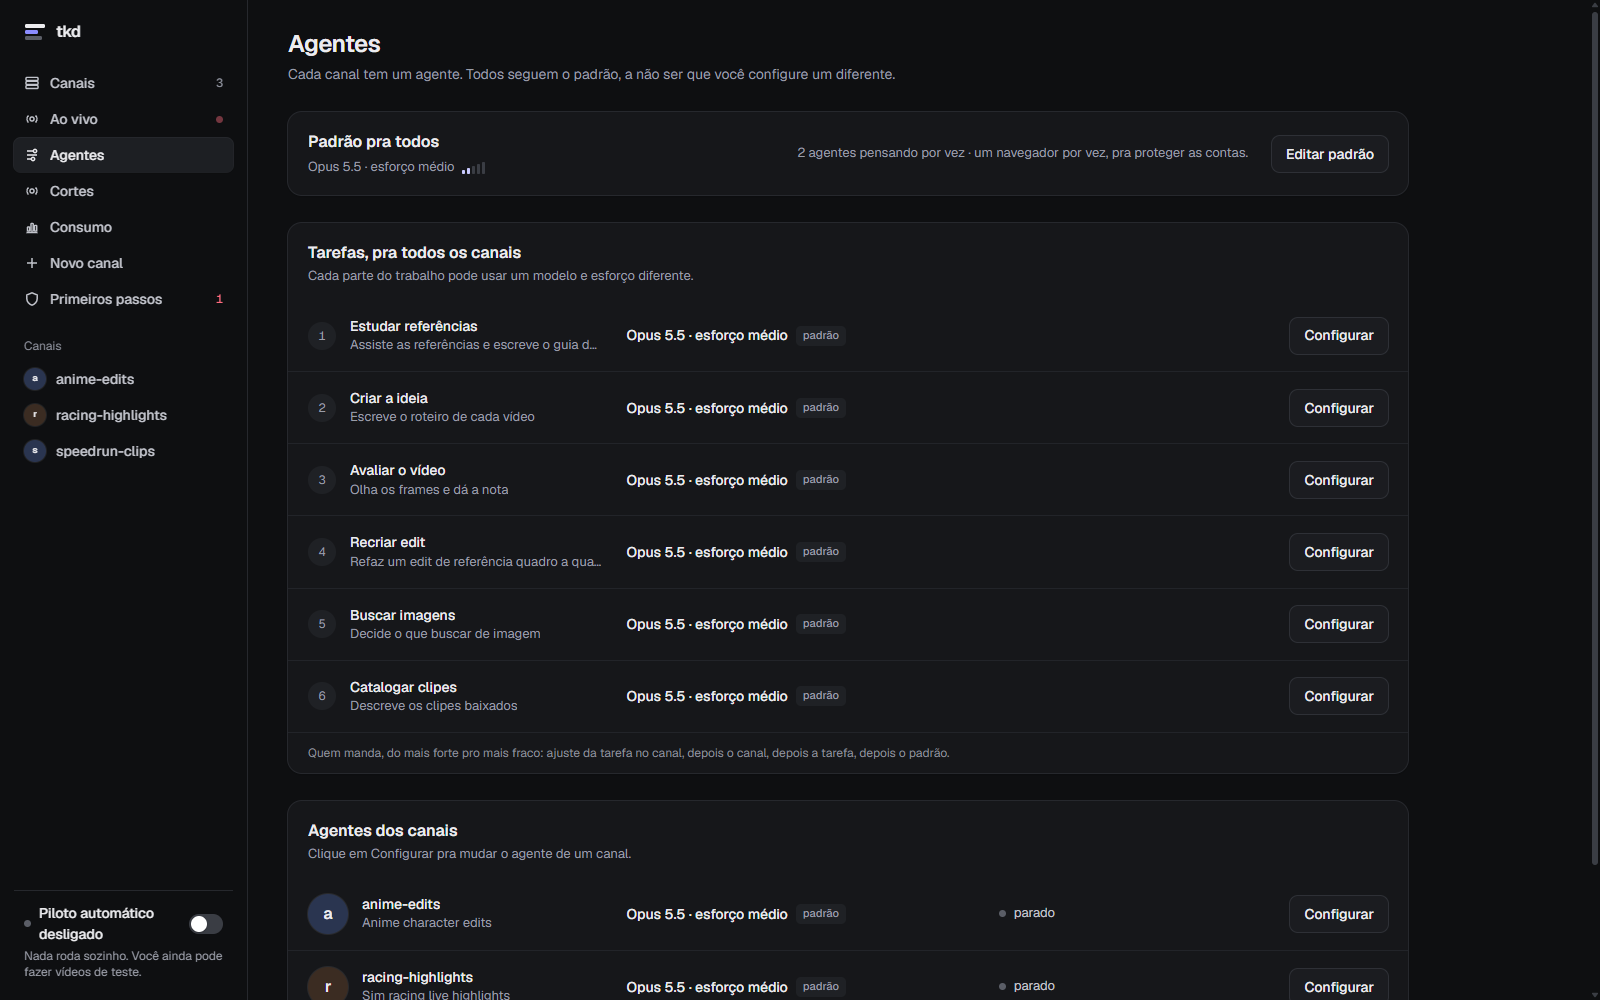 tkd
Canais 3
Ao vivo
Agentes
Cortes
Consumo
Novo canal
Primeiros passos 1
Canais
a anime-edits
r racing-highlights
s speedrun-clips
Piloto automático
desligado
Nada roda sozinho. Você ainda pode
fazer vídeos de teste.
Agentes
Cada canal tem um agente. Todos seguem o padrão, a não ser que você configure um diferente.
Padrão pra todos
Opus 5.5 · esforço médio
2 agentes pensando por vez · um navegador por vez, pra proteger as contas.
Editar padrão
Tarefas, pra todos os canais
Cada parte do trabalho pode usar um modelo e esforço diferente.
1 Estudar referências
Assiste as referências e escreve o guia d...
Opus 5.5 · esforço médio padrão
Configurar
2 Criar a ideia
Escreve o roteiro de cada vídeo
Opus 5.5 · esforço médio padrão
Configurar
3 Avaliar o vídeo
Olha os frames e dá a nota
Opus 5.5 · esforço médio padrão
Configurar
4 Recriar edit
Refaz um edit de referência quadro a qua...
Opus 5.5 · esforço médio padrão
Configurar
5 Buscar imagens
Decide o que buscar de imagem
Opus 5.5 · esforço médio padrão
Configurar
6 Catalogar clipes
Descreve os clipes baixados
Opus 5.5 · esforço médio padrão
Configurar
Quem manda, do mais forte pro mais fraco: ajuste da tarefa no canal, depois o canal, depois a tarefa, depois o padrão.
Agentes dos canais
Clique em Configurar pra mudar o agente de um canal.
a anime-edits
Anime character edits
Opus 5.5 · esforço médio padrão
parado
Configurar
r racing-highlights
Sim racing live highlights
Opus 5.5 · esforço médio padrão
parado
Configurar